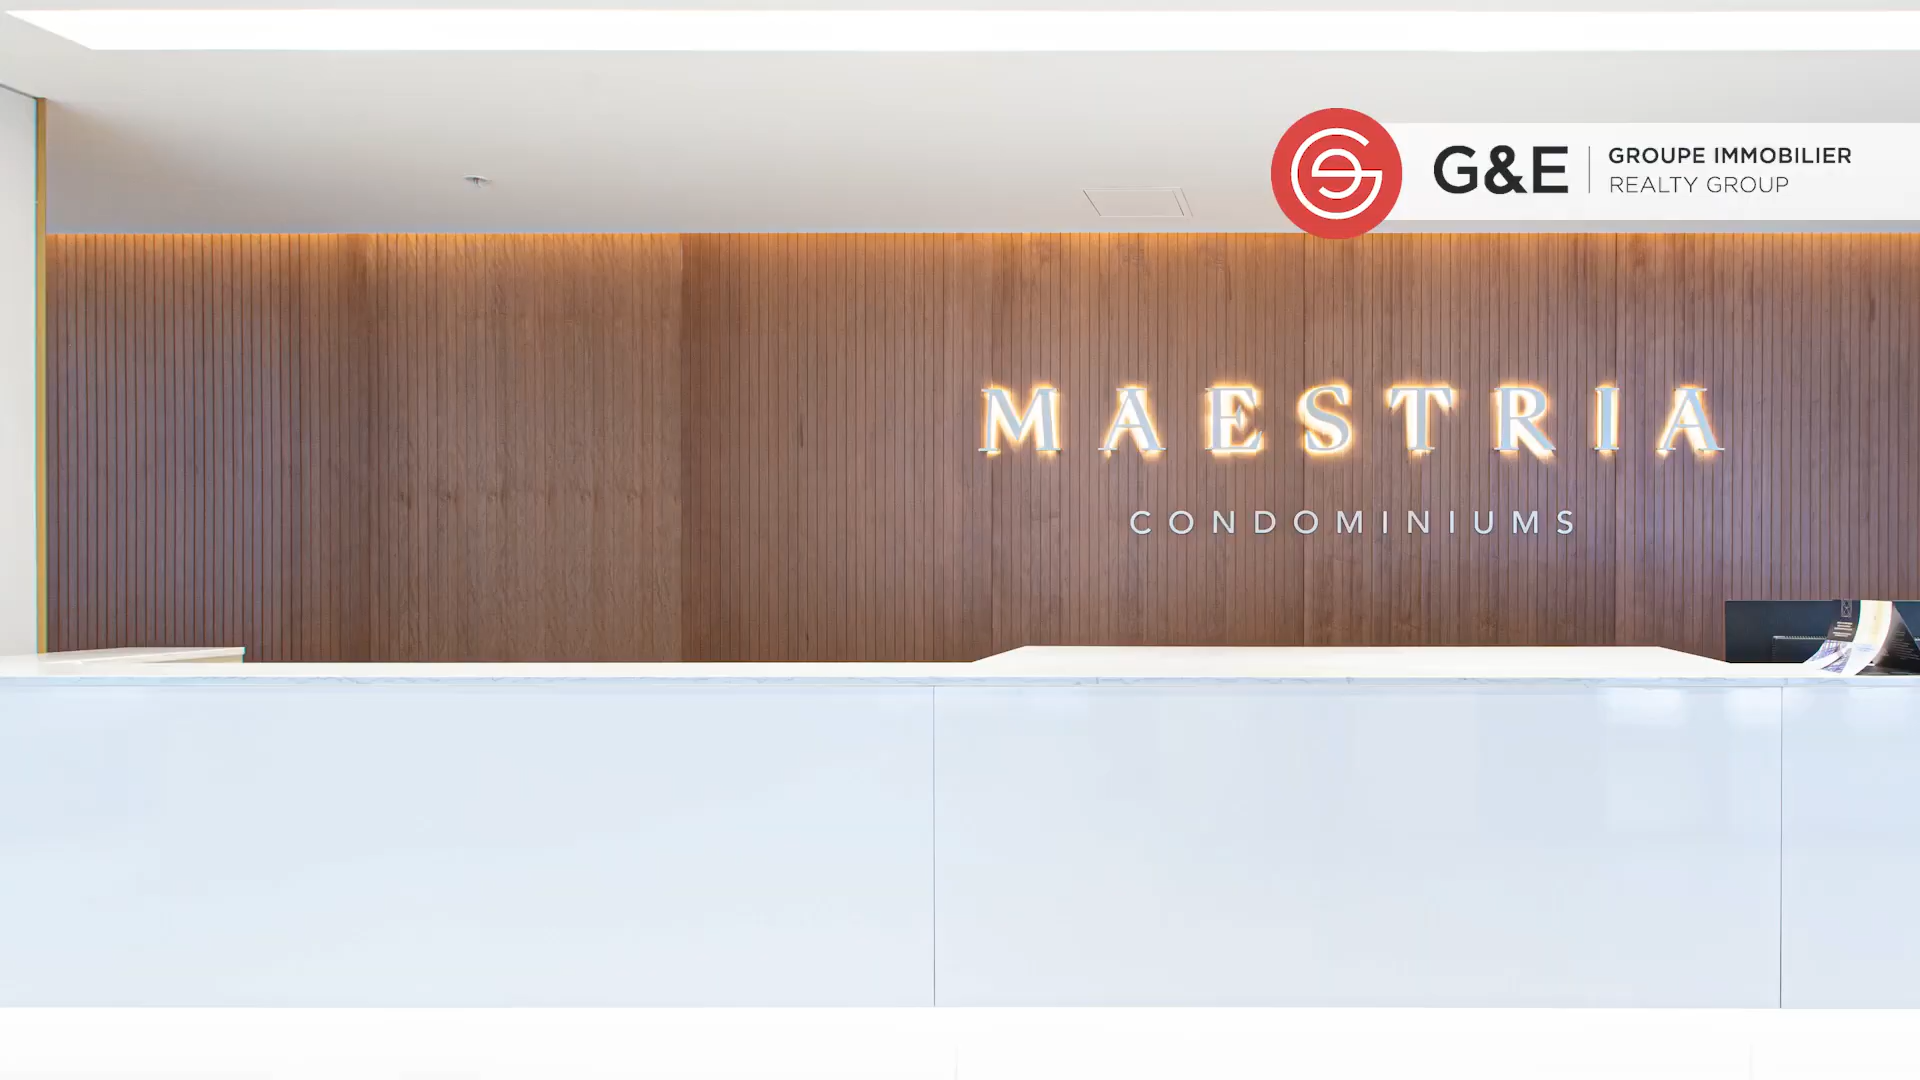 G&E
GROUPE IMMOBILIER
REALTY GROUP
MAESTRIA
CONDOMINIUMS